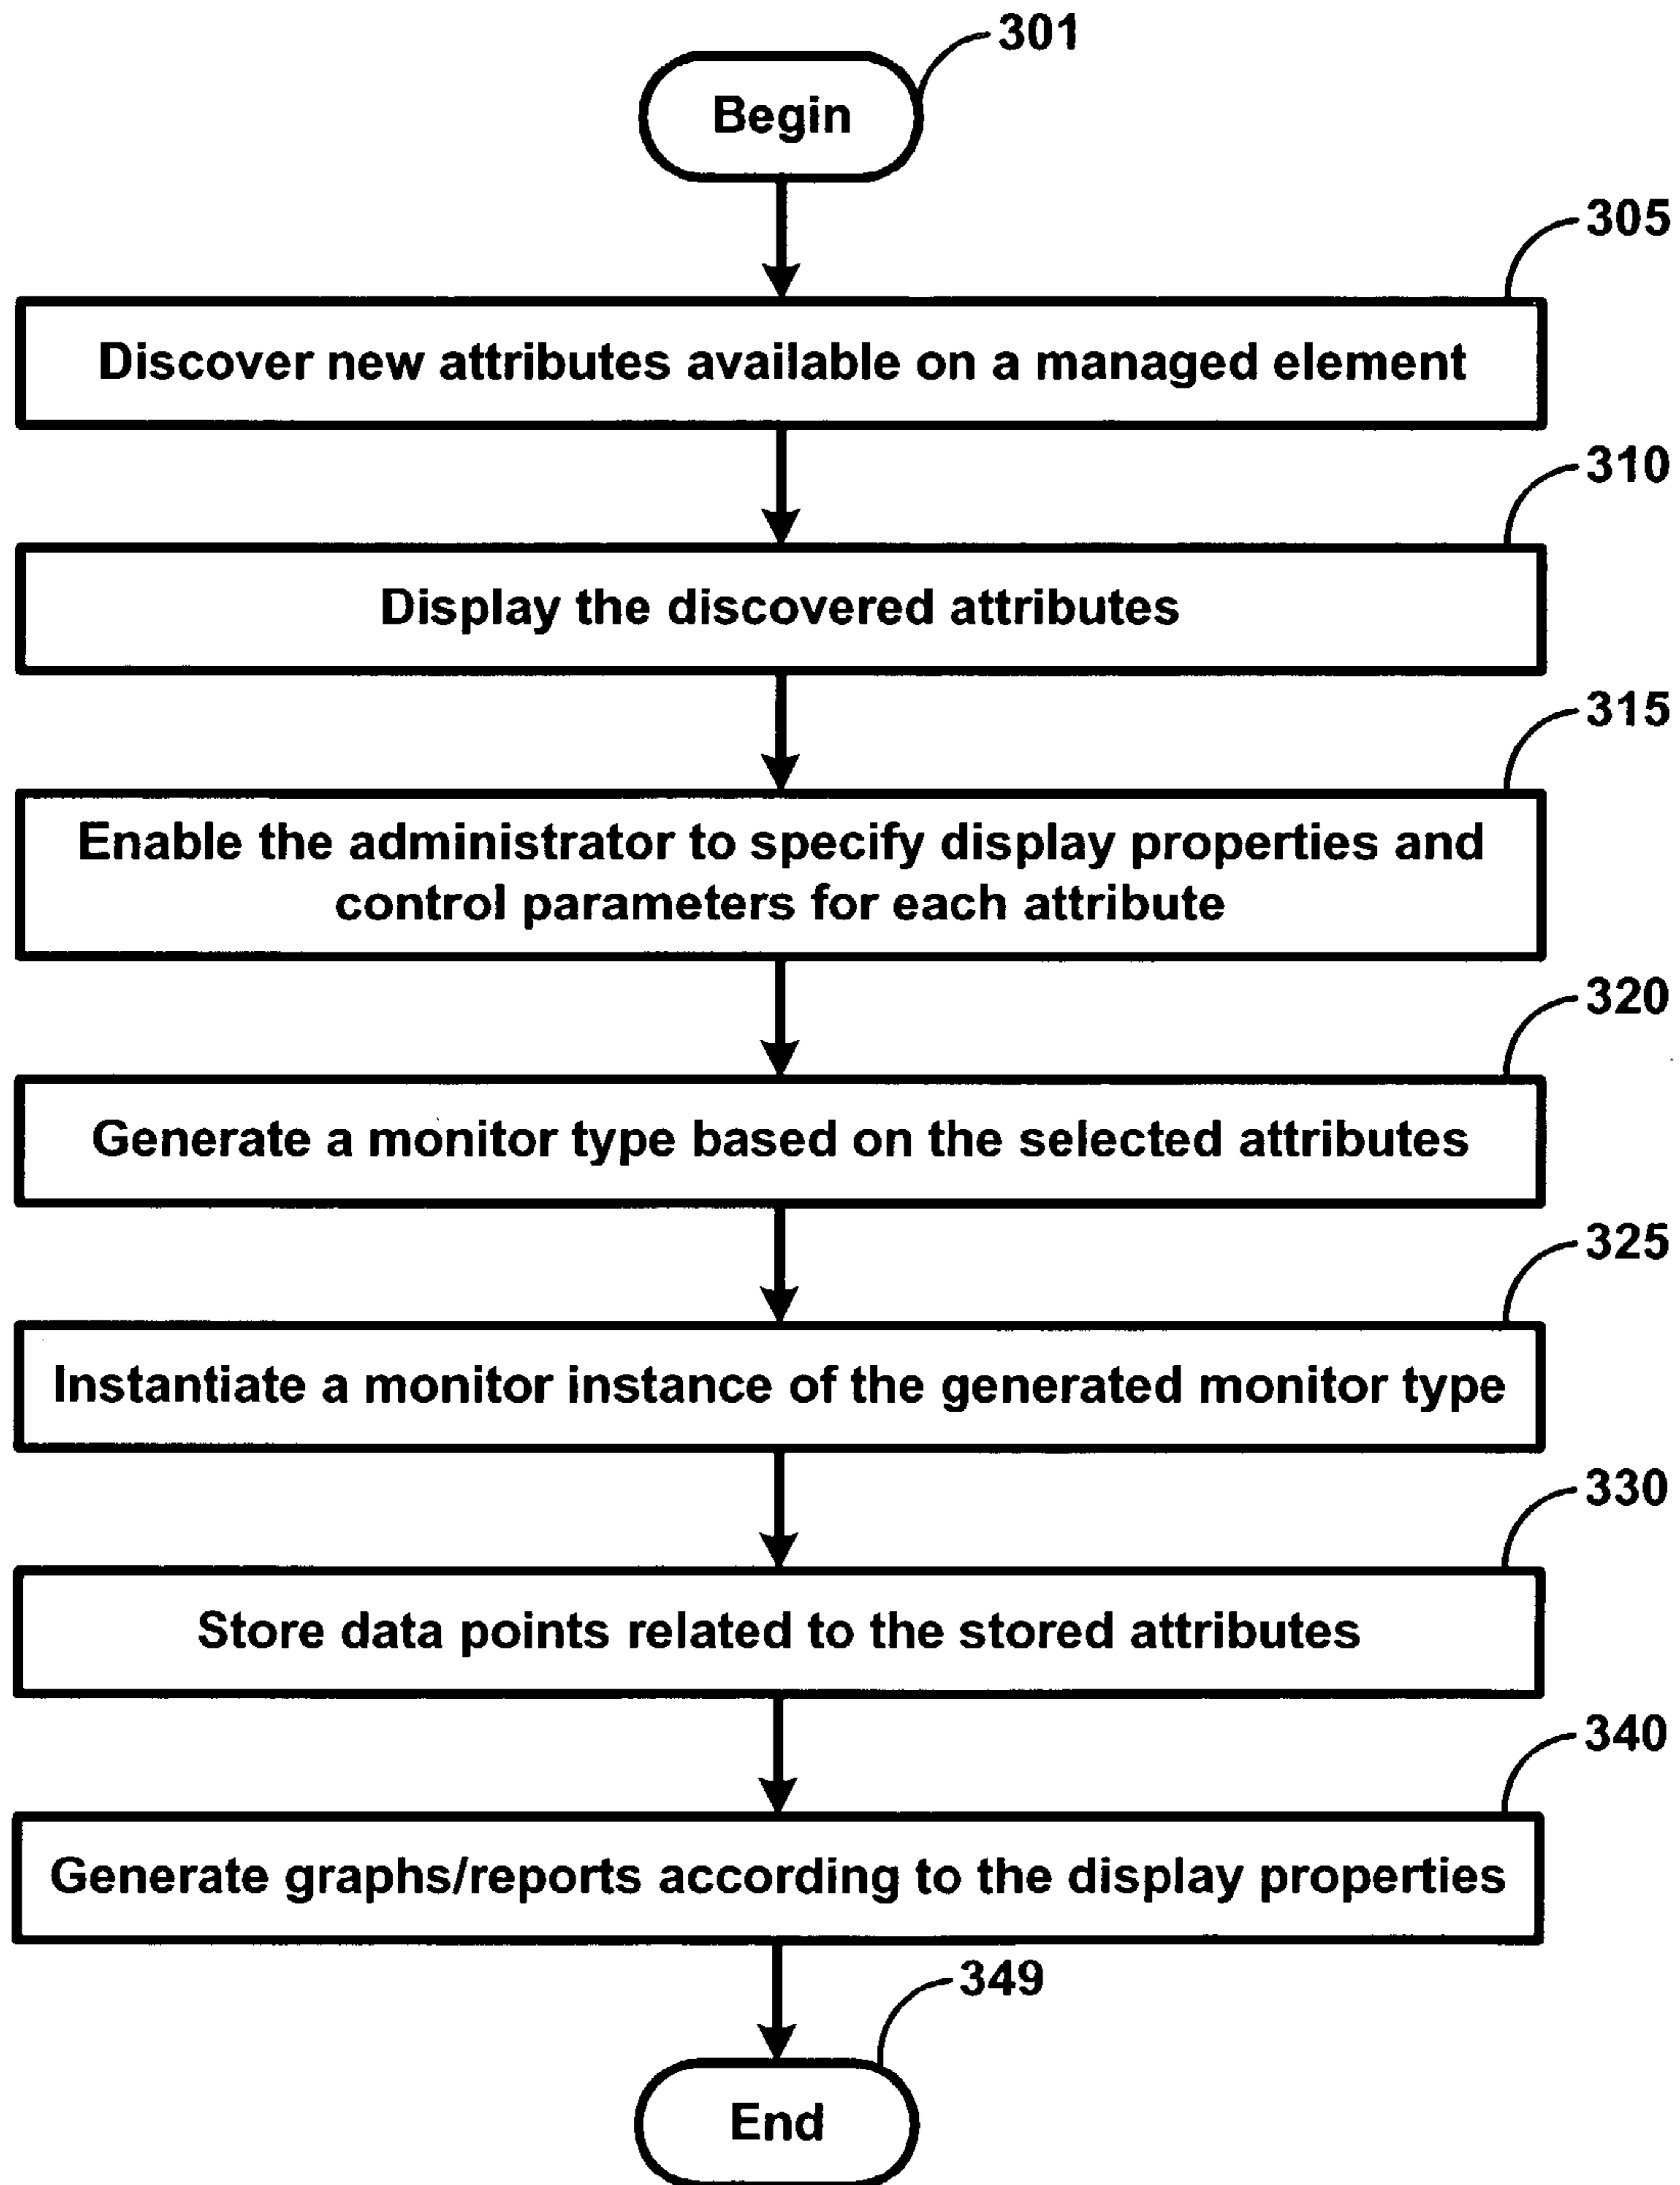 301
Begin
305
Discover new attributes available on a managed element
310
Display the discovered attributes
315
Enable the administrator to specify display properties and
control parameters for each attribute
320
Generate a monitor type based on the selected attributes
325
Instantiate a monitor instance of the generated monitor type
330
Store data points related to the stored attributes
340
Generate graphs/reports according to the display properties
349
End